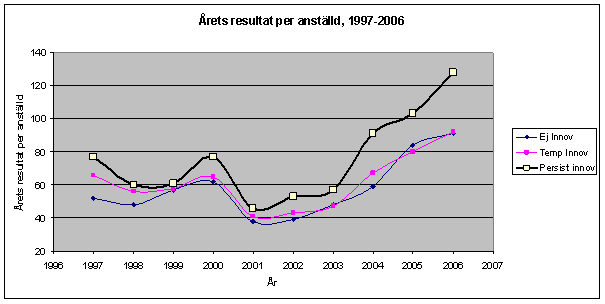 Årets resultat per anställd, 1997-2006
Årets resultat per anställd
140
120
100
80
60
40
20
1996 1997 1998 1999 2000 2001 2002 2003 2004 2005 2006 2007
År
Ej Innov
Temp Innov
Persist innov